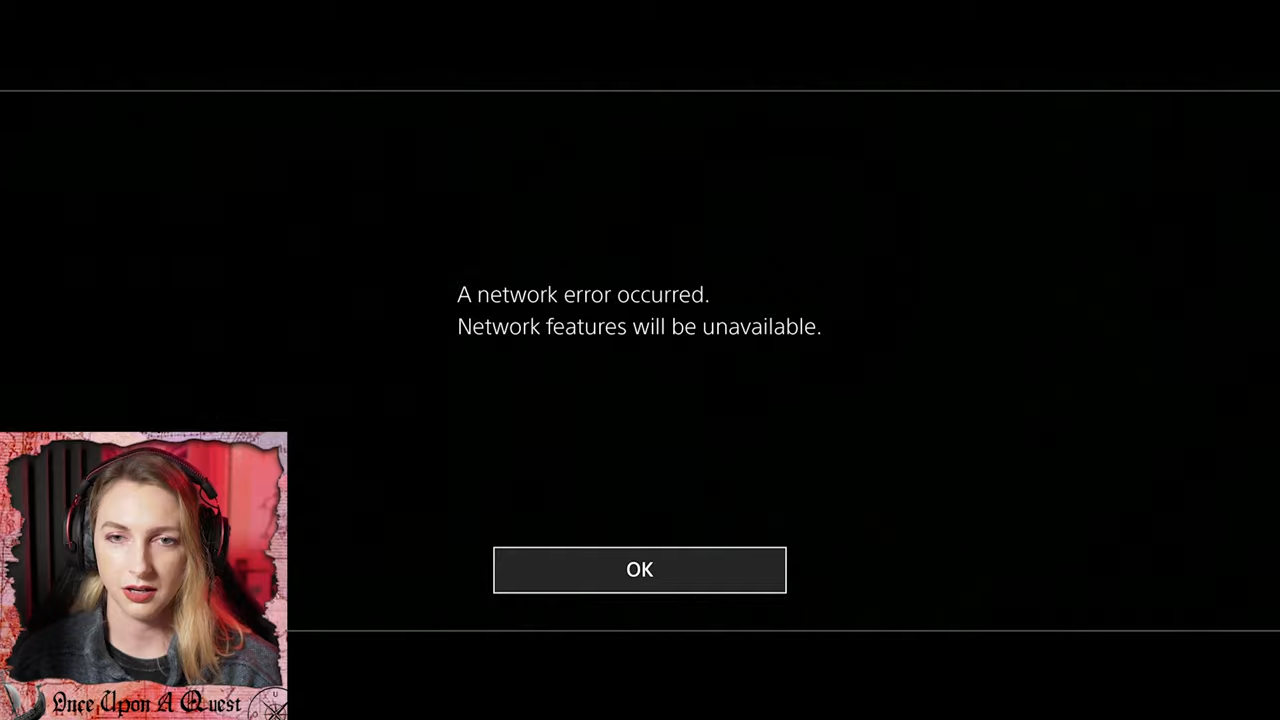 A network error occurred.
Network features will be unavailable.
OK
Once Upon A Quest